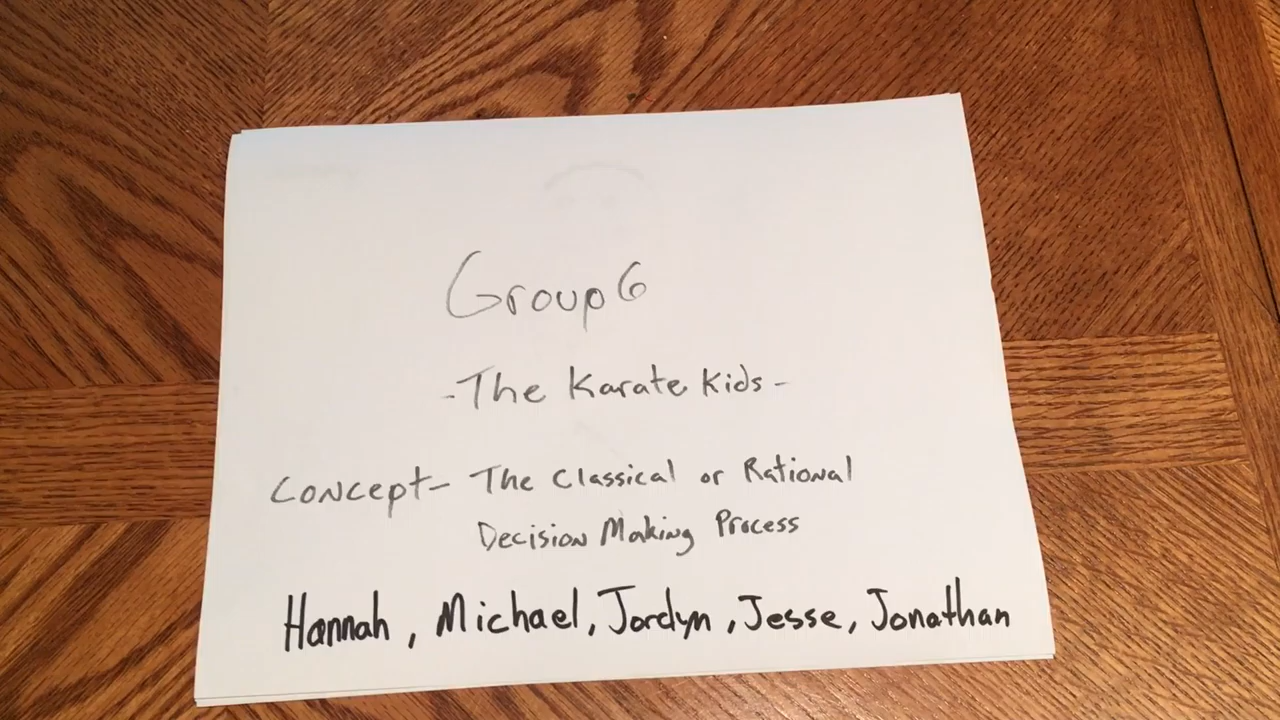 Group 6
-The Karate Kids-
Concept- The Classical or Rational
Decision Making Process
Hannah, Michael, Jordyn, Jesse, Jonathan